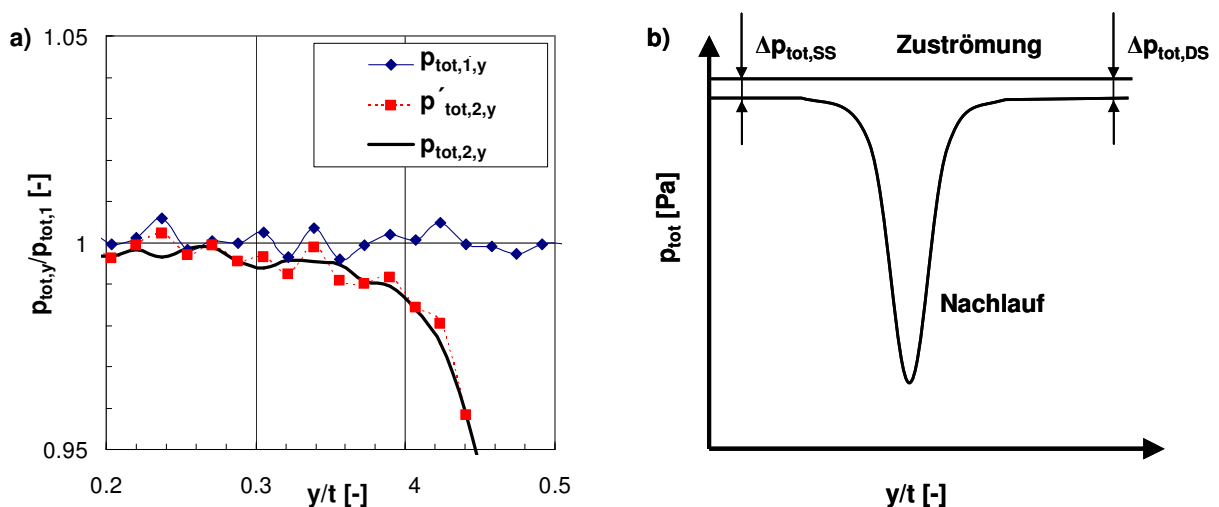 a)
1.05
1
0.95
p_tot,y/p_tot,1 [-]
p_tot,1,y
p´_tot,2,y
p_tot,2,y
0.2
0.3
4
0.5
y/t [-]
b)
Δp_tot,SS
Zuströmung
Δp_tot,DS
p_tot [Pa]
Nachlauf
y/t [-]